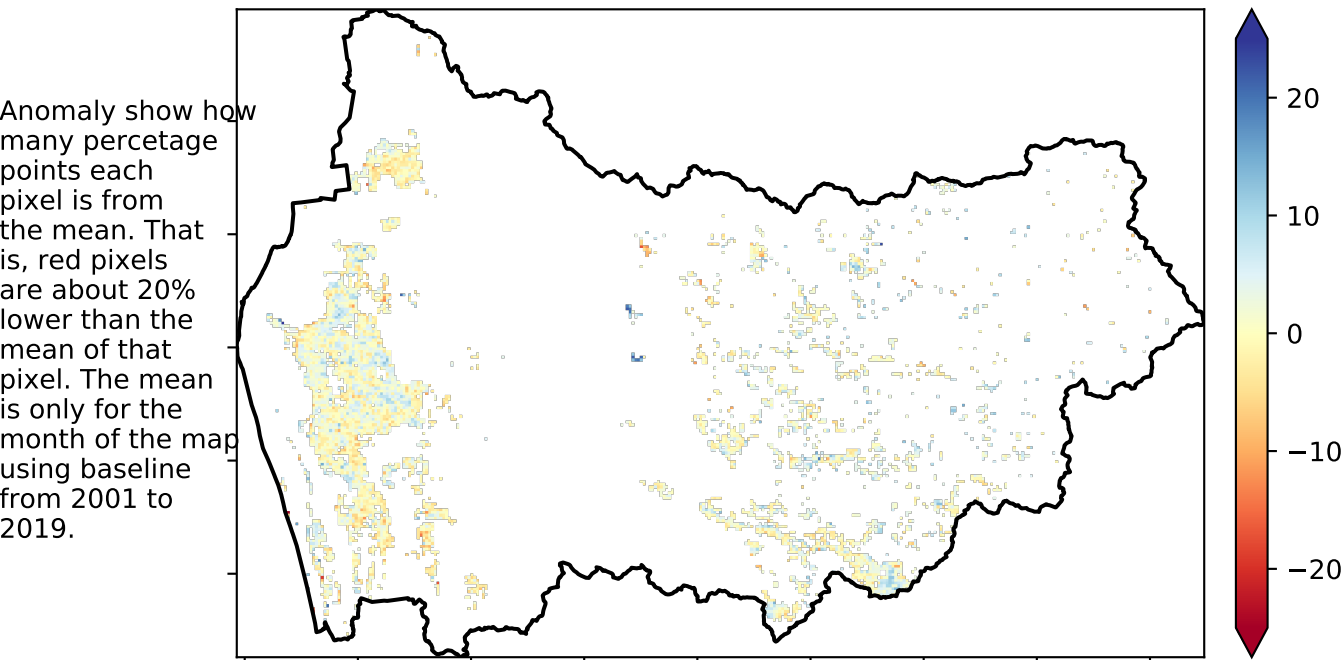 Anomaly show how
many percetage
points each
pixel is from
the mean. That
is, red pixels
are about 20%
lower than the
mean of that
pixel. The mean
is only for the
month of the map
using baseline
from 2001 to
2019.
20
10
0
−10
−20